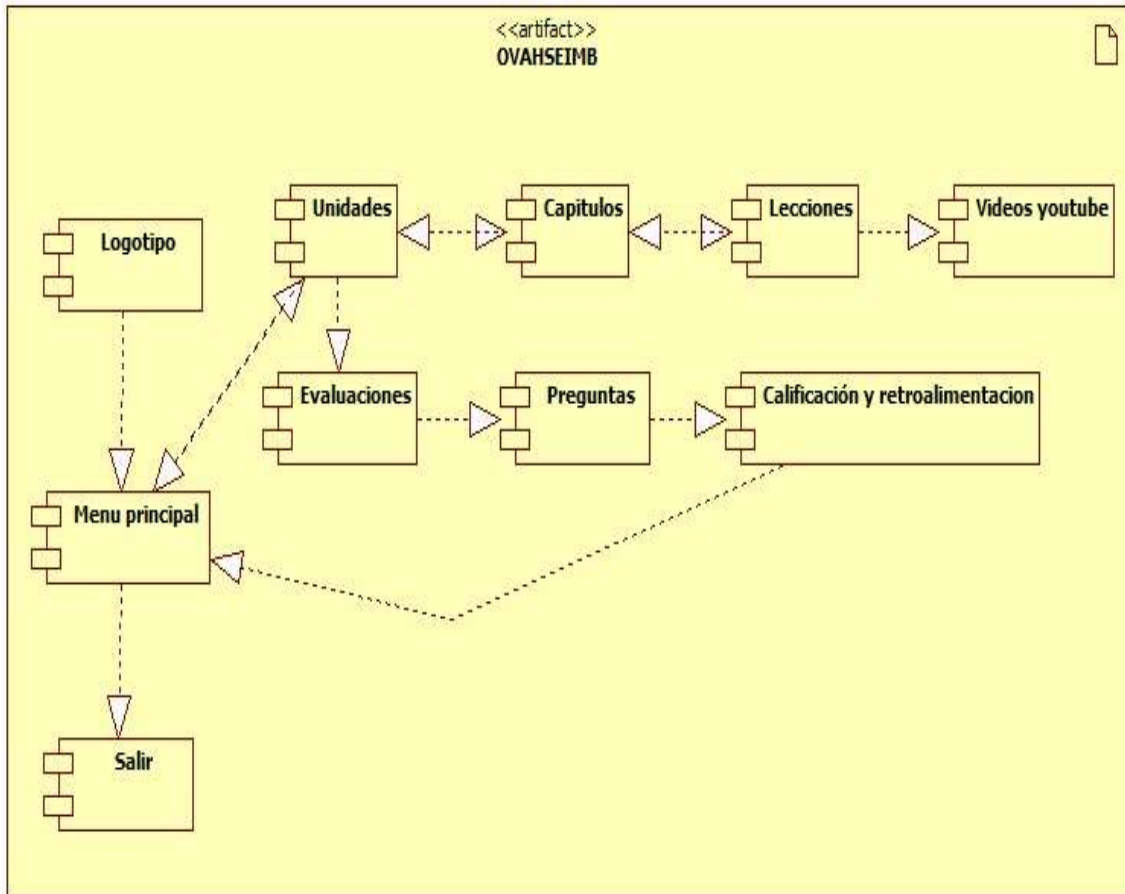 <<artifact>>
OVAHSEIMB
Unidades
Capitulos
Lecciones
Videos youtube
Logotipo
Evaluaciones
Preguntas
Calificación y retroalimentacion
Menu principal
Salir